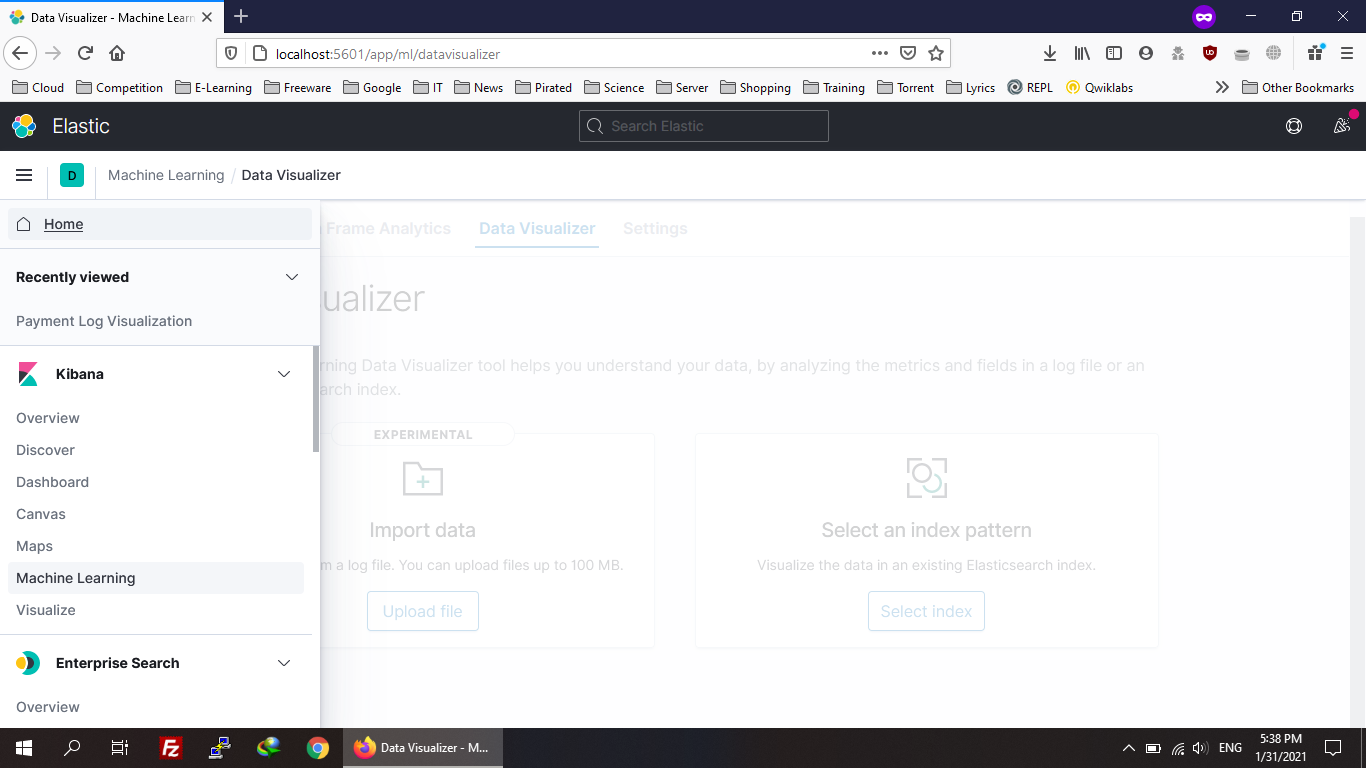 Data Visualizer - Machine Learn
localhost:5601/app/ml/datavisualizer
Cloud Competition E-Learning Freeware Google IT News Pirated Science Server Shopping Training Torrent Lyrics REPL Qwiklabs Other Bookmarks
Elastic
Search Elastic
D
Machine Learning / Data Visualizer
Home
Recently viewed
Payment Log Visualization
Kibana
Overview
Discover
Dashboard
Canvas
Maps
Machine Learning
Visualize
Enterprise Search
Overview
Frame Analytics Data Visualizer Settings
ualizer
rning Data Visualizer tool helps you understand your data, by analyzing the metrics and fields in a log file or an
arch index.
EXPERIMENTAL
Import data
m a log file. You can upload files up to 100 MB.
Upload file
Select an index pattern
Visualize the data in an existing Elasticsearch index.
Select index
Fz
Data Visualizer - M...
ENG
5:38 PM
1/31/2021